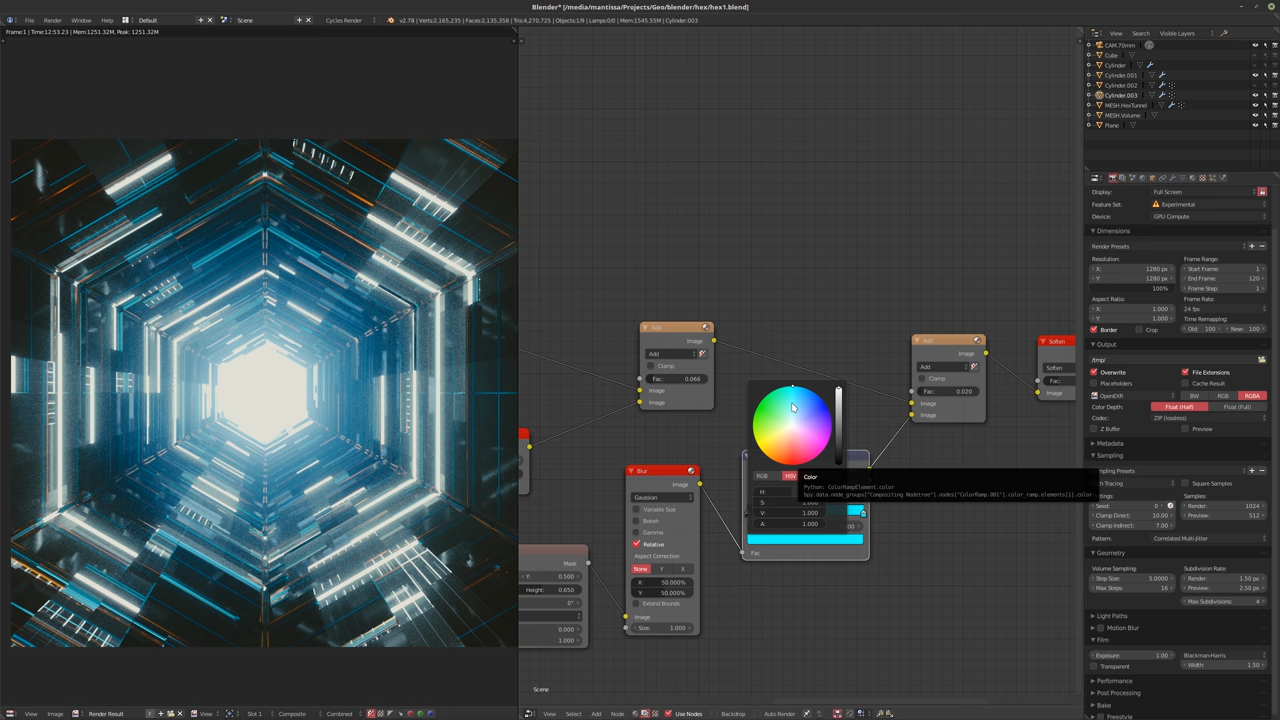 Blender* [/media/mantissa/Projects/Geo/blender/hex/hex1.blend]
File Render Window Help Default Scene Cycles Render v2.78 | Verts:2,165,235 | Faces:2,135,358 | Tris:4,270,725 | Objects:1/9 | Lamps:0/0 | Mem:1545.55M | Cylinder.003
Frame:1 | Time:12:53.23 | Mem:1251.32M, Peak: 1251.32M
View Search Visible Layers
CAM.70mm
Cube
Cylinder
Cylinder.001
Cylinder.002
Cylinder.003
MESH.HexTunnel
MESH.Volume
Plane
Display: Full Screen
Feature Set: Experimental
Device: GPU Compute
Dimensions
Render Presets
Resolution: Frame Range:
X: 1280 px Start Frame: 1
Y: 1280 px End Frame: 120
100% Frame Step: 1
Aspect Ratio: Frame Rate:
X: 1.000 24 fps
Y: 1.000 Time Remapping:
Border Crop Old: 100 New: 100
Output
/tmp/
Overwrite File Extensions
Placeholders Cache Result
OpenEXR BW RGB RGBA
Color Depth: Float (Half) Float (Full)
Codec: ZIP (lossless)
Z Buffer Preview
Metadata
Sampling
ampling Presets
th Tracing Square Samples
ttings: Samples:
Seed: 0 Render: 1024
Clamp Direct: 10.00 Preview: 512
Clamp Indirect: 7.00
Pattern: Correlated Multi-Jitter
Geometry
Volume Sampling: Subdivision Rate:
Step Size: 5.0000 Render: 1.50 px
Max Steps: 16 Preview: 2.50 px
Max Subdivisions: 4
Light Paths
Motion Blur
Film
Exposure: 1.00 Blackman-Harris
Transparent Width: 1.50
Performance
Post Processing
Bake
Freestyle
Add
Image
Add
Clamp
Fac: 0.066
Image
Image
Add
Image
Add
Clamp
Fac: 0.020
Image
Image
Soften
Soften
Fac:
Image
Blur
Image
Gaussian
Variable Size
Bokeh
Gamma
Relative
Aspect Correction
None Y X
X: 50.000%
Y: 50.000%
Extend Bounds
Image
Size: 1.000
Mask
Y: 0.500
Height: 0.650
0°
0.000
1.000
RGB HSV
H:
S: 1.000
V: 1.000
A: 1.000
Fac
Color
Python: ColorRampElement.color
bpy.data.node_groups["Compositing Nodetree"].nodes["ColorRamp.001"].color_ramp.elements[1].color
Scene
View Image Render Result F View Slot 1 Composite Combined
View Select Add Node Use Nodes Backdrop Auto Render